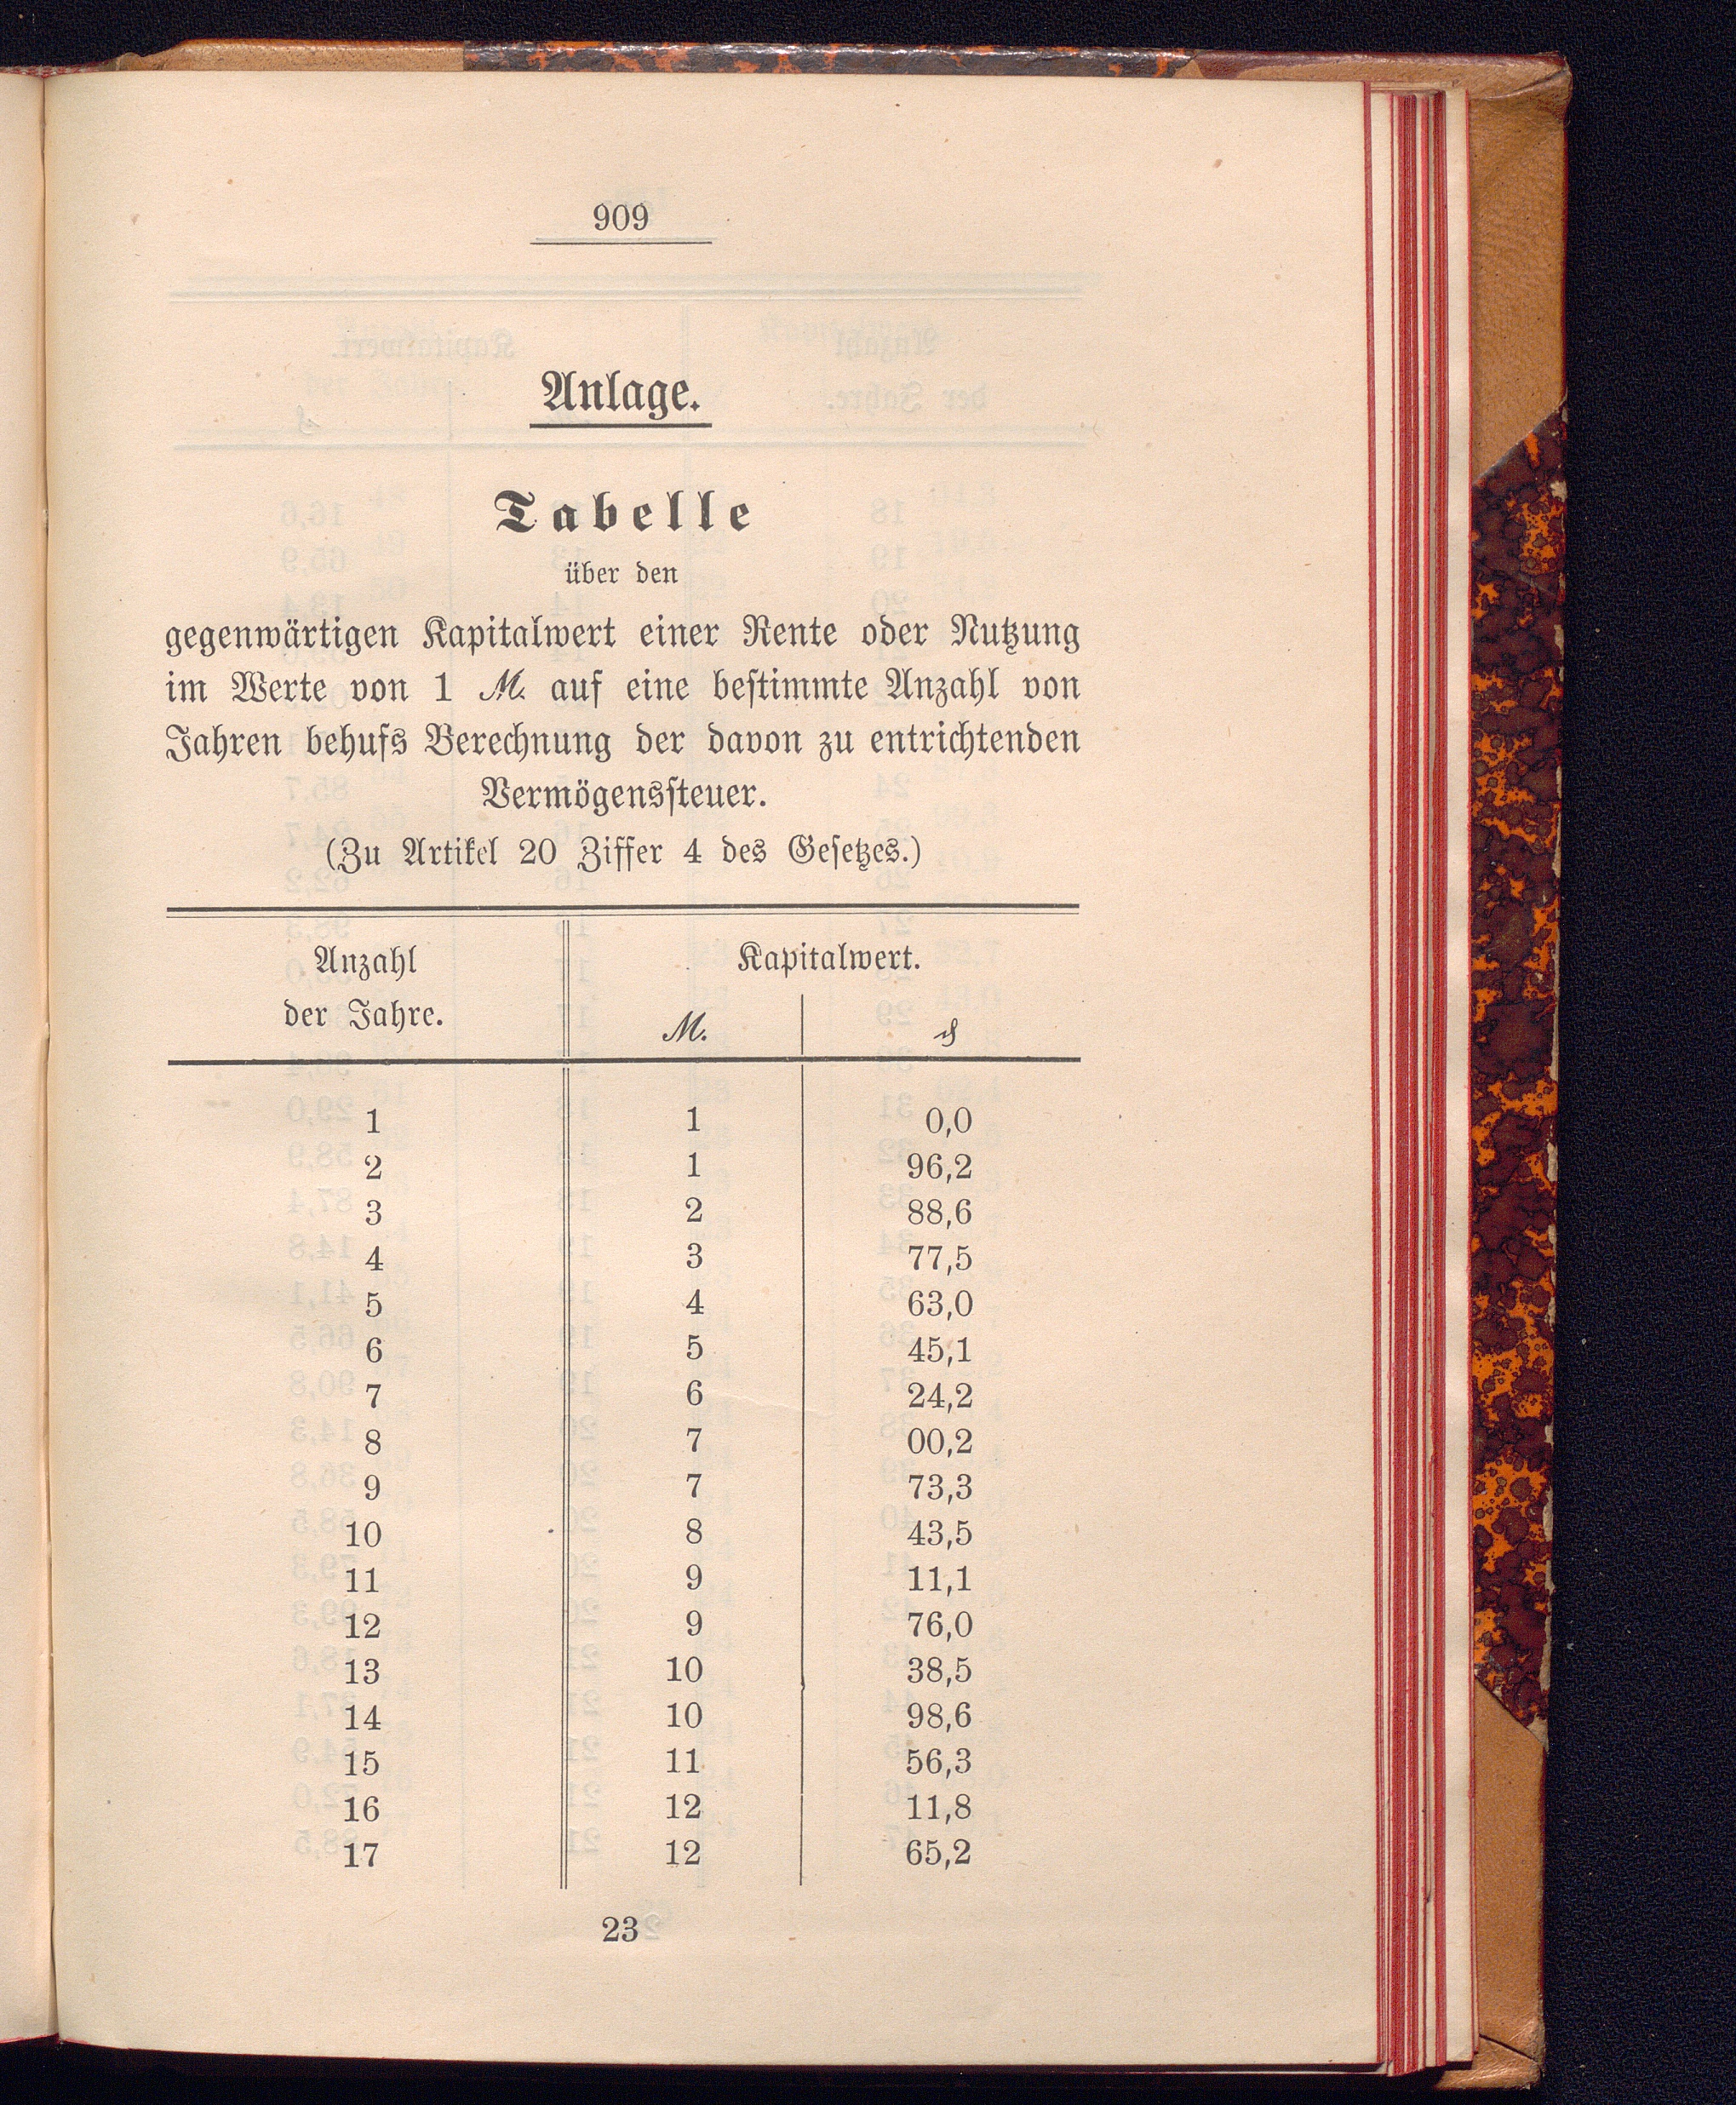 909
Anlage.
Tabelle
über den
gegenwärtigen Kapitalwert einer Rente oder Nutzung
im Werte von 1 M. auf eine bestimmte Anzahl von
Jahren behufs Berechnung der davon zu entrichtenden
Vermögenssteuer.
(Zu Artikel 20 Ziffer 4 des Gesetzes.)
Anzahl der Jahre. Kapitalwert.
M. ₰
1 1 0,0
2 1 96,2
3 2 88,6
4 3 77,5
5 4 63,0
6 5 45,1
7 6 24,2
8 7 00,2
9 7 73,3
10 8 43,5
11 9 11,1
12 9 76,0
13 10 38,5
14 10 98,6
15 11 56,3
16 12 11,8
17 12 65,2
23